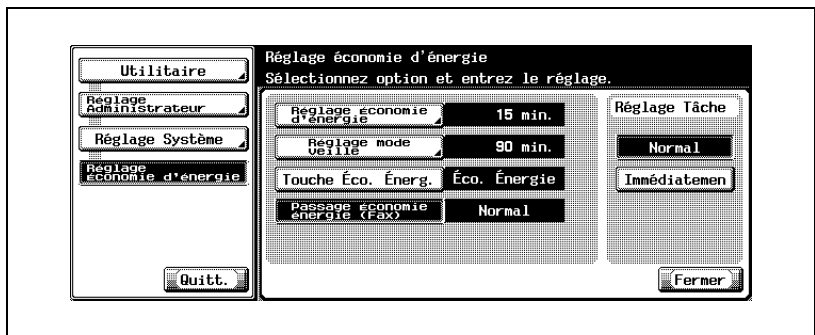 Utilitaire
Réglage
Administrateur
Réglage Système
Réglage
économie d'énergie
Quitt.
Réglage économie d'énergie
Sélectionnez option et entrez le réglage.
Réglage économie
d'énergie
15 min.
Réglage mode
veille
90 min.
Touche Éco. Énerg.
Éco. Énergie
Passage économie
énergie (Fax)
Normal
Réglage Tâche
Normal
Immédiatemen
Fermer